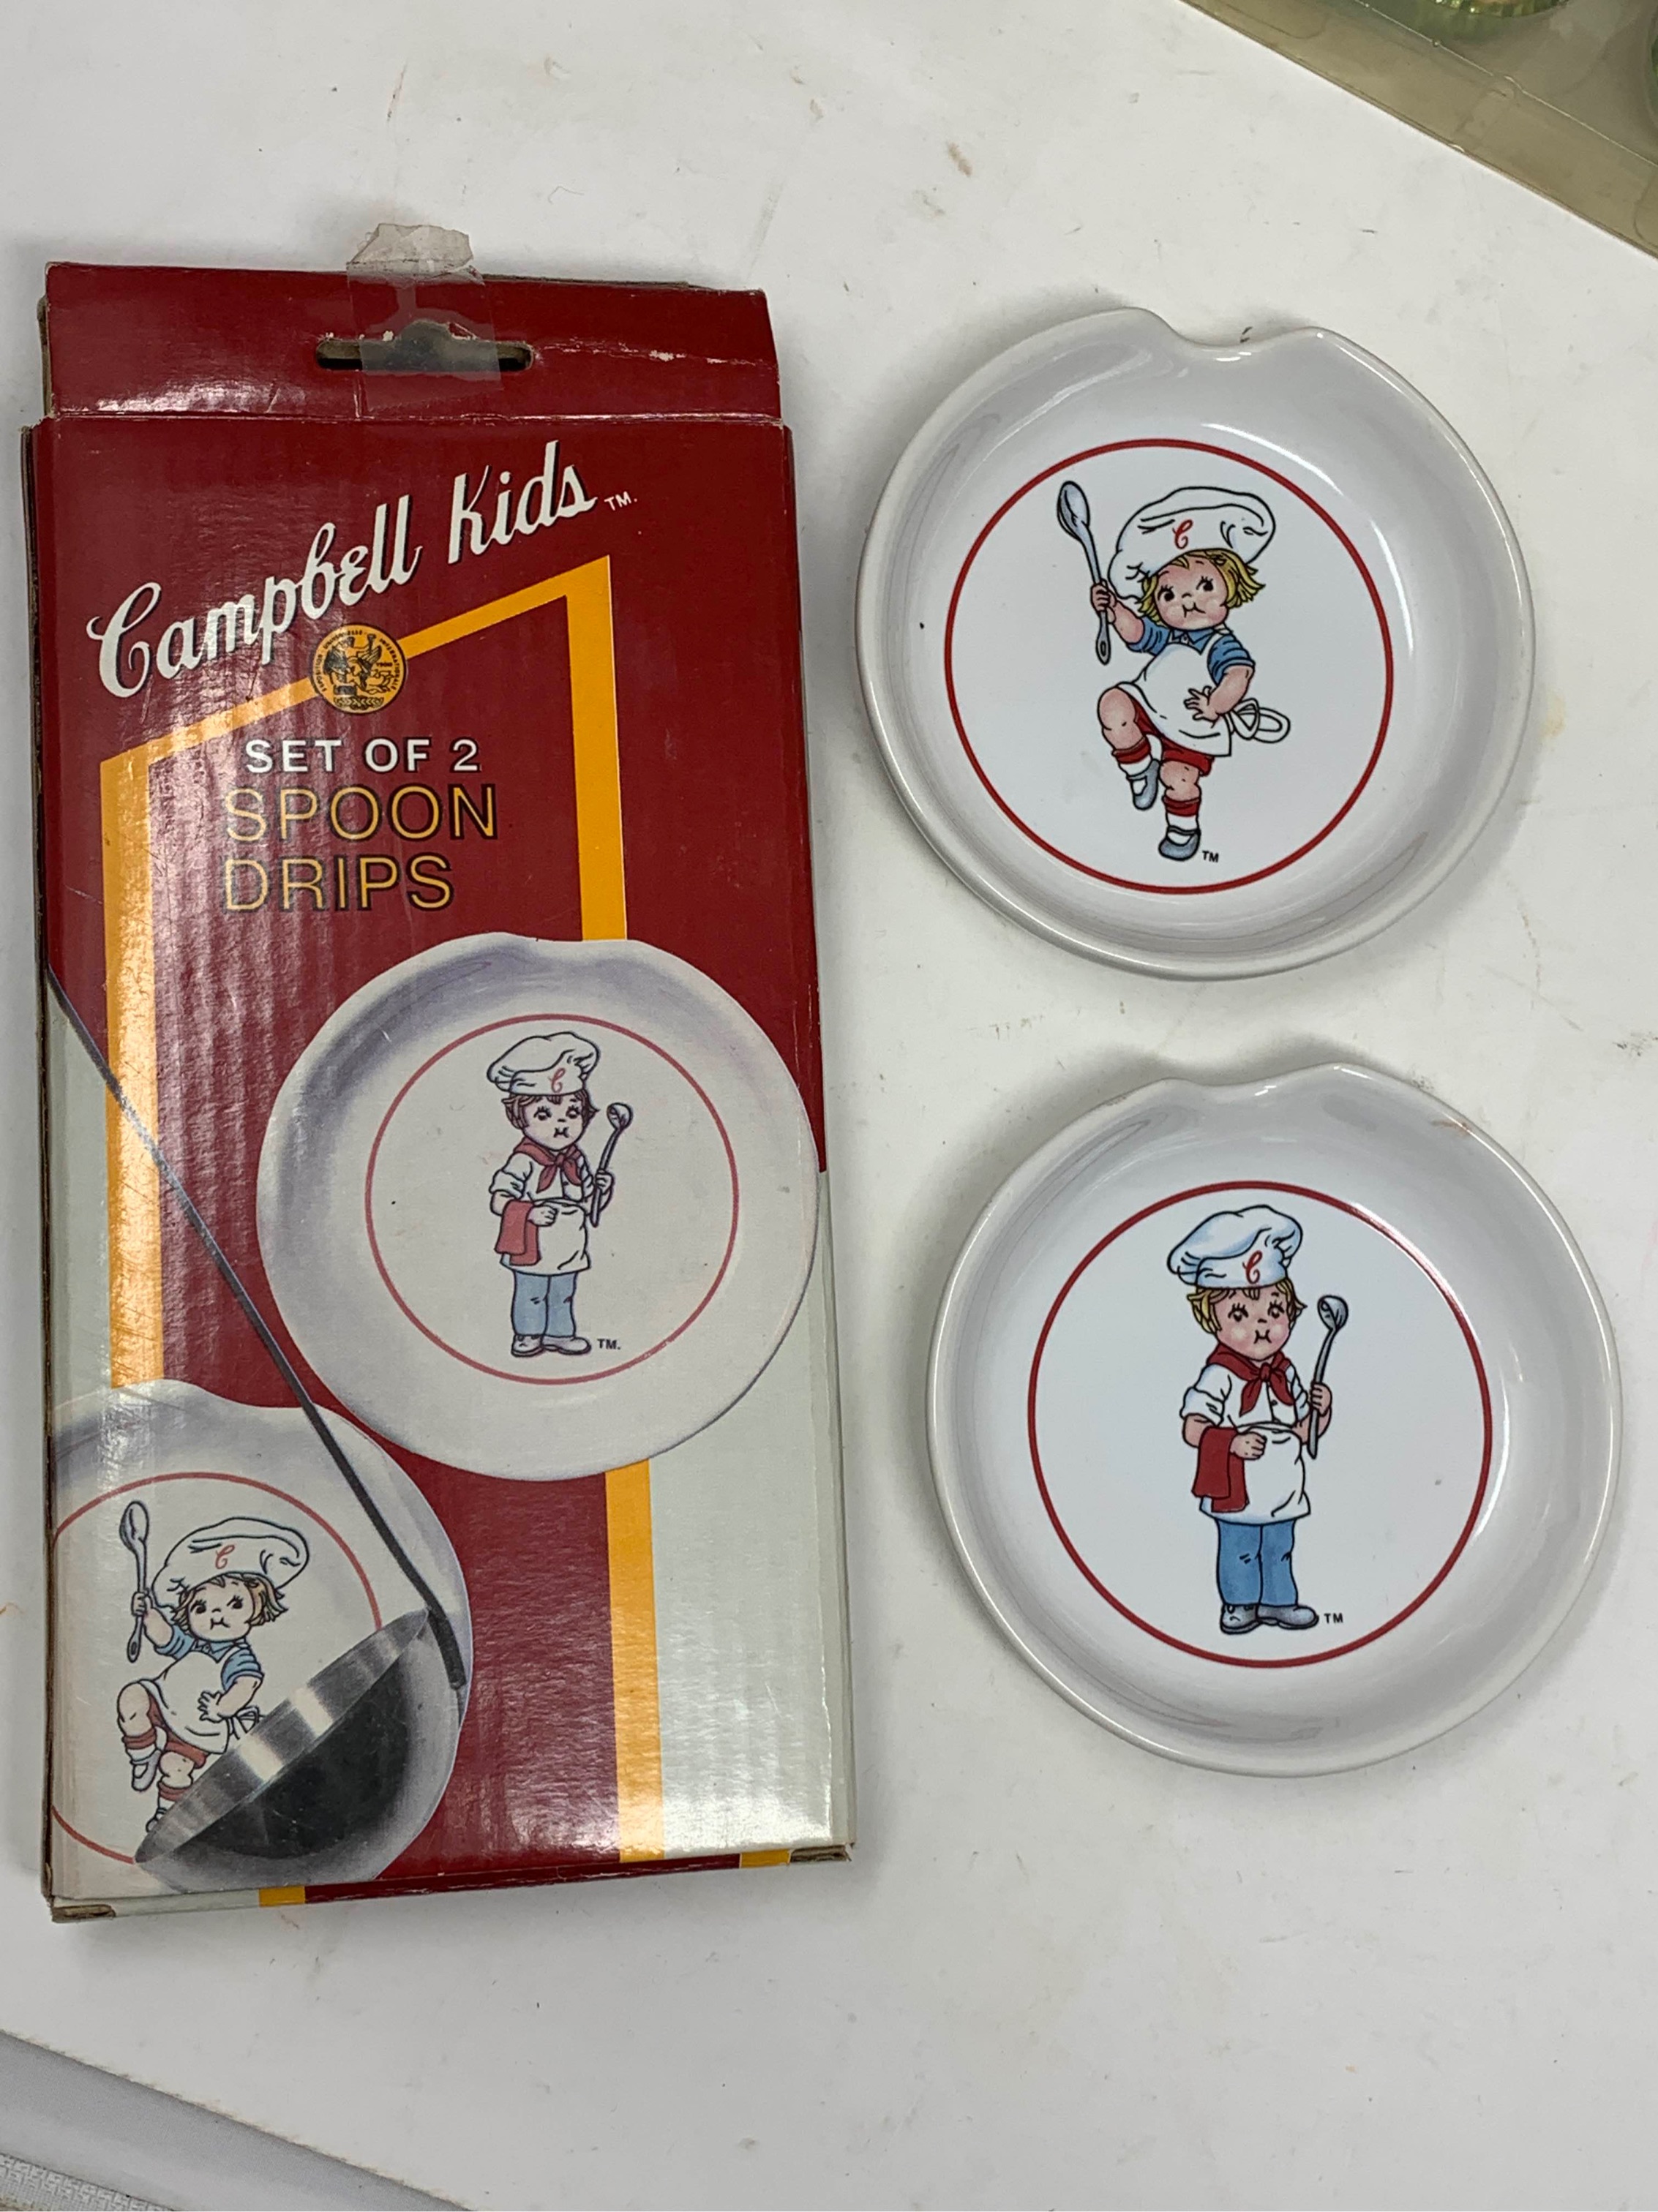 Campbell Kids TM.
SET OF 2
SPOON
DRIPS
C
TM.
C
C
TM
C
TM